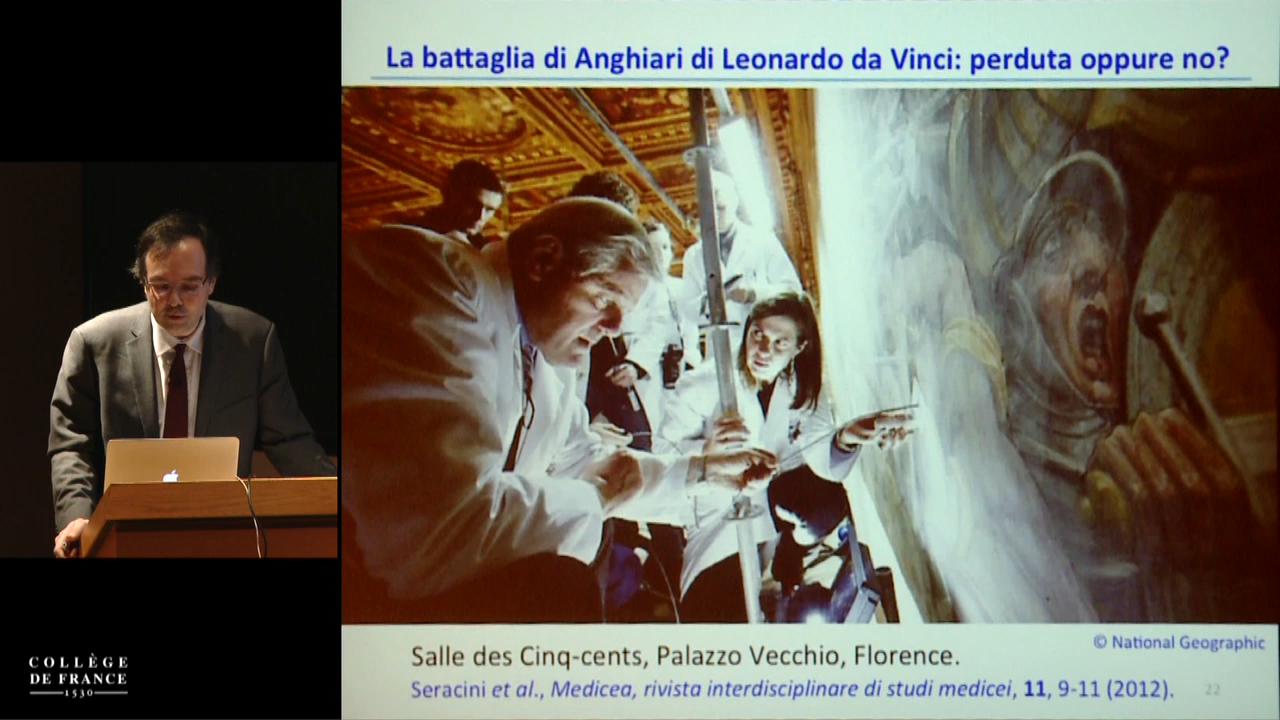 La battaglia di Anghiari di Leonardo da Vinci: perduta oppure no?
© National Geographic
Salle des Cinq-cents, Palazzo Vecchio, Florence.
Seracini et al., Medicea, rivista interdisciplinare di studi medicei, 11, 9-11 (2012).
22
COLLÈGE
DE FRANCE
1530